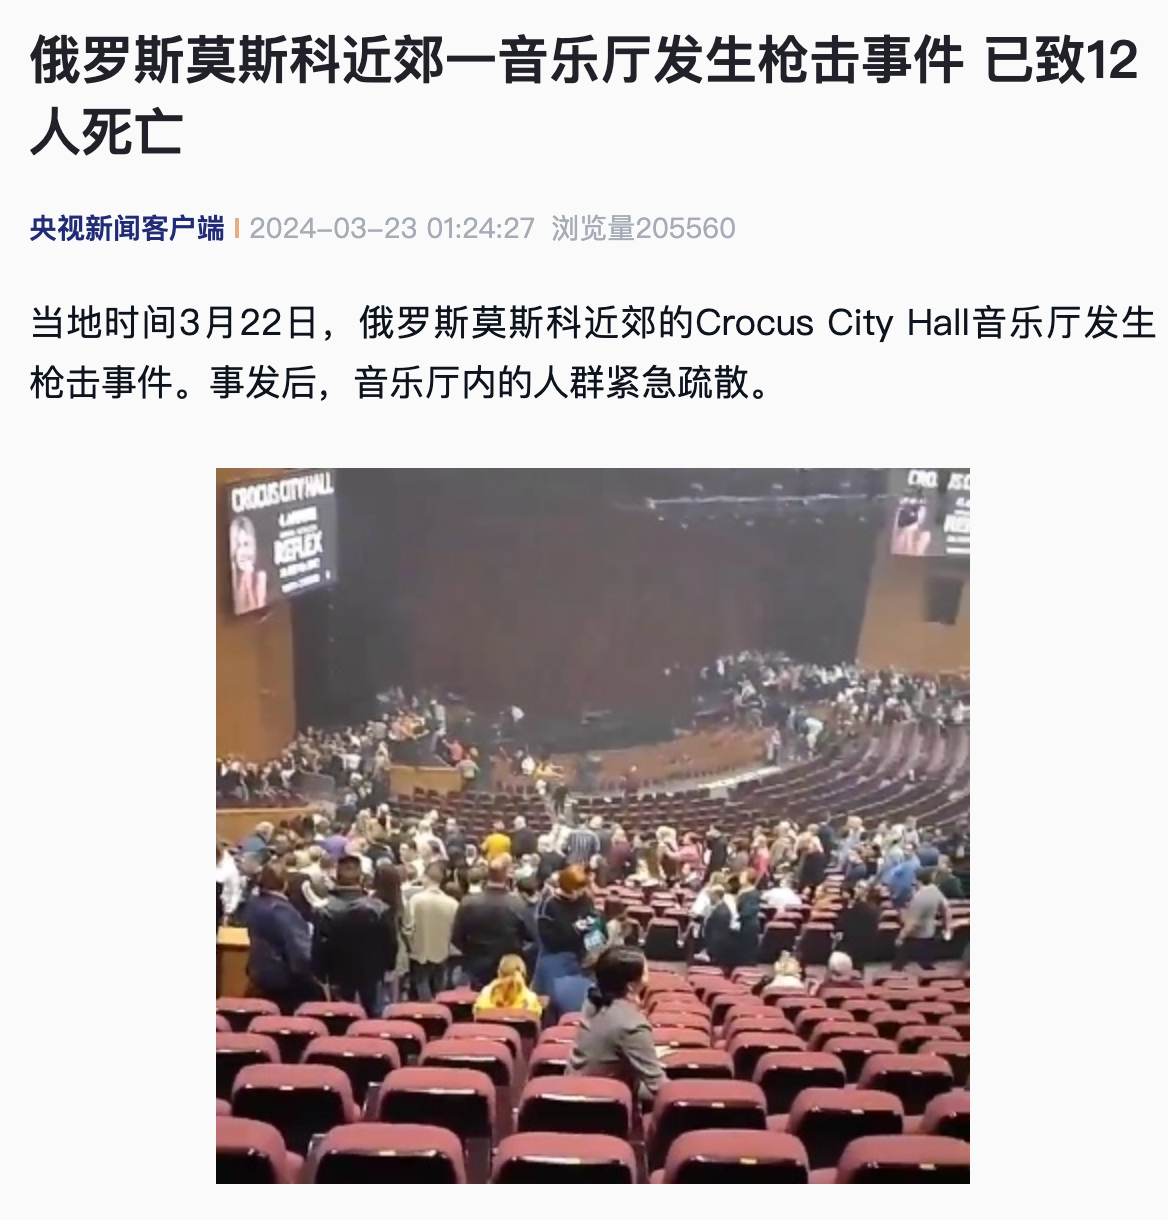 俄罗斯莫斯科近郊一音乐厅发生枪击事件 已致12
人死亡
央视新闻客户端 2024-03-23 01:24:27 浏览量205560
当地时间3月22日，俄罗斯莫斯科近郊的Crocus City Hall音乐厅发生
枪击事件。事发后，音乐厅内的人群紧急疏散。
CROCUS CITY HALL
REFLEX